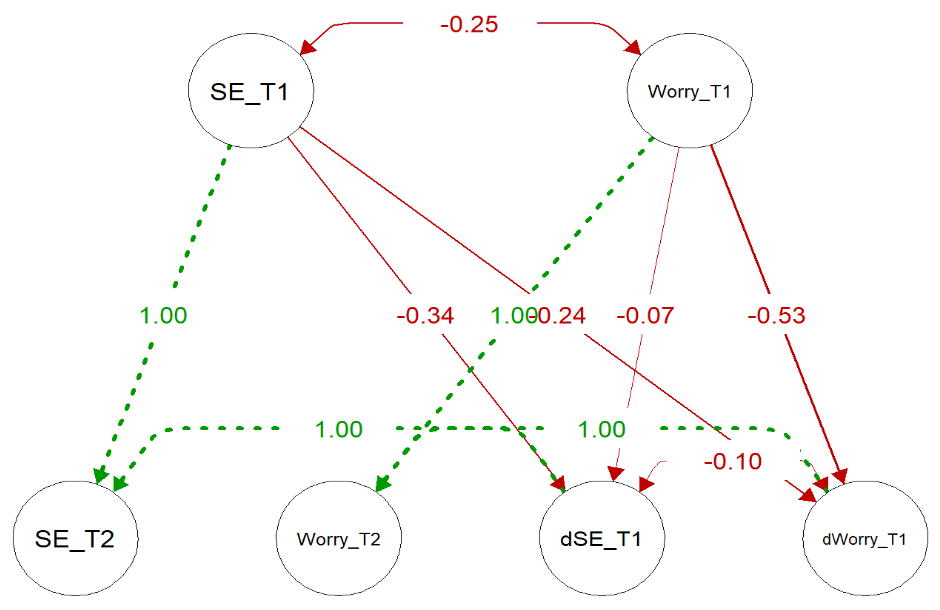 -0.25
SE_T1
Worry_T1
1.00
-0.34
1.00
-0.24
-0.07
-0.53
1.00
1.00
-0.10
SE_T2
Worry_T2
dSE_T1
dWorry_T1